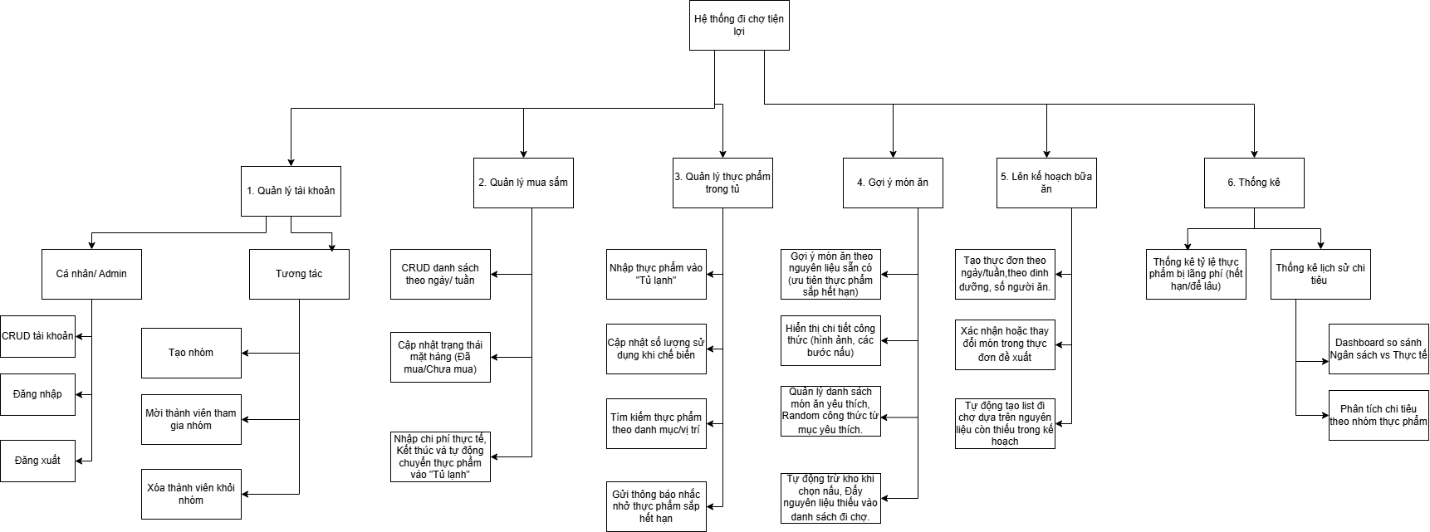 Hệ thống đi chợ tiện
lợi
1. Quản lý tài khoản
2. Quản lý mua sắm
3. Quản lý thực phẩm
trong tủ
4. Gợi ý món ăn
5. Lên kế hoạch bữa
ăn
6. Thống kê
Cá nhân/ Admin
Tương tác
CRUD tài khoản
Đăng nhập
Đăng xuất
Tạo nhóm
Mời thành viên tham
gia nhóm
Xóa thành viên khỏi
nhóm
CRUD danh sách
theo ngày/ tuần
Cập nhật trạng thái
mặt hàng (Đã
mua/Chưa mua)
Nhập chi phí thực tế,
Kết thúc và tự động
chuyển thực phẩm
vào "Tủ lạnh"
Nhập thực phẩm vào
"Tủ lạnh"
Cập nhật số lượng sử
dụng khi chế biến
Tìm kiếm thực phẩm
theo danh mục/vị trí
Gửi thông báo nhắc
nhở thực phẩm sắp
hết hạn
Gợi ý món ăn theo
nguyên liệu sẵn có
(ưu tiên thực phẩm
sắp hết hạn)
Hiển thị chi tiết công
thức (hình ảnh, các
bước nấu)
Quản lý danh sách
món ăn yêu thích,
Random công thức từ
mục yêu thích.
Tự động trừ kho khi
chọn nấu, Đẩy
nguyên liệu thiếu vào
danh sách đi chợ.
Tạo thực đơn theo
ngày/tuần,theo dinh
dưỡng, số người ăn.
Xác nhận hoặc thay
đổi món trong thực
đơn đề xuất
Tự động tạo list đi
chợ dựa trên nguyên
liệu còn thiếu trong kế
hoạch
Thống kê tỷ lệ thực
phẩm bị lãng phí (hết
hạn/để lâu)
Thống kê lịch sử chi
tiêu
Dashboard so sánh
Ngân sách vs Thực tế
Phân tích chi tiêu
theo nhóm thực phẩm